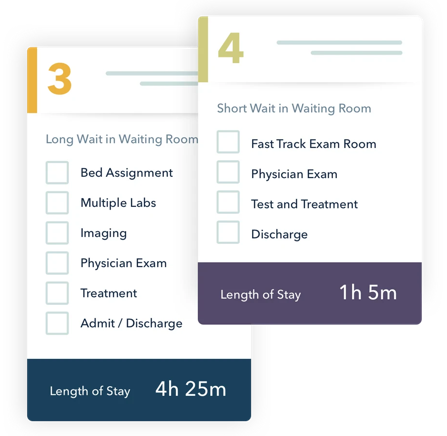 3
Long Wait in Waiting Room
Bed Assignment
Multiple Labs
Imaging
Physician Exam
Treatment
Admit / Discharge
Length of Stay 4h 25m
4
Short Wait in Waiting Room
Fast Track Exam Room
Physician Exam
Test and Treatment
Discharge
Length of Stay 1h 5m